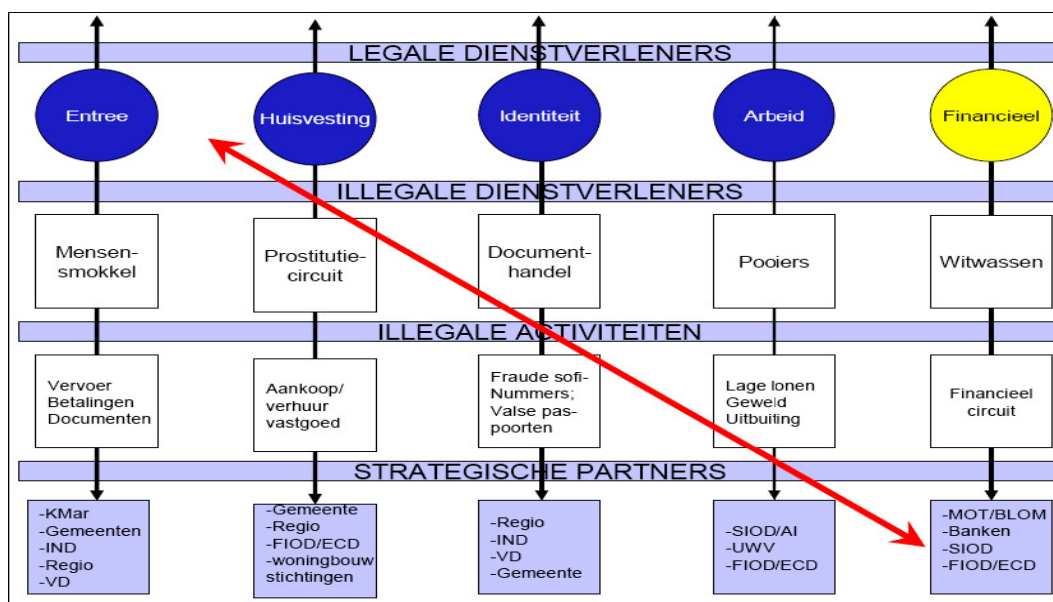 LEGALE DIENSTVERLENERS
Entree
Huisvesting
Identiteit
Arbeid
Financieel
ILLEGALE DIENSTVERLENERS
Mensen-
smokkel
Prostitutie-
circuit
Document-
handel
Pooiers
Witwassen
ILLEGALE ACTIVITEITEN
Vervoer
Betalingen
Documenten
Aankoop/
verhuur
vastgoed
Fraude sofi-
Nummers;
Valse pas-
poorten
Lage lonen
Geweld
Uitbuiting
Financieel
circuit
STRATEGISCHE PARTNERS
-KMar
-Gemeenten
-IND
-Regio
-VD
-Gemeente
-Regio
-FIOD/ECD
-woningbouw
stichtingen
-Regio
-IND
-VD
-Gemeente
-SIOD/AI
-UWV
-FIOD/ECD
-MOT/BLOM
-Banken
-SIOD
-FIOD/ECD